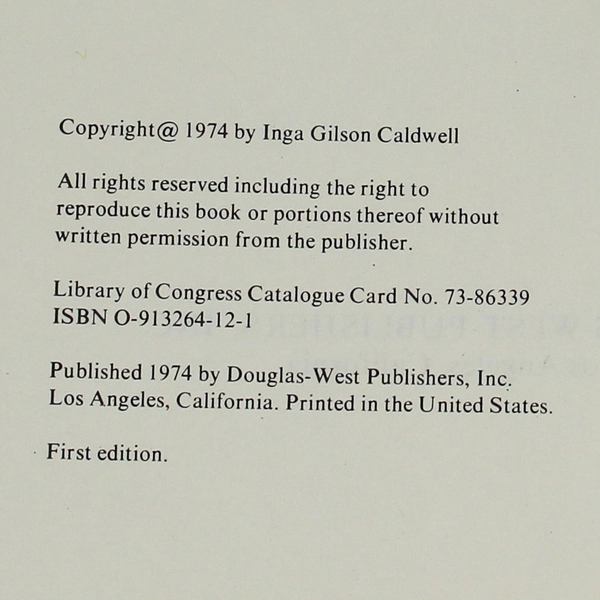 Copyright@ 1974 by Inga Gilson Caldwell
All rights reserved including the right to
reproduce this book or portions thereof without
written permission from the publisher.
Library of Congress Catalogue Card No. 73-86339
ISBN O-913264-12-1
Published 1974 by Douglas-West Publishers, Inc.
Los Angeles, California. Printed in the United States.
First edition.